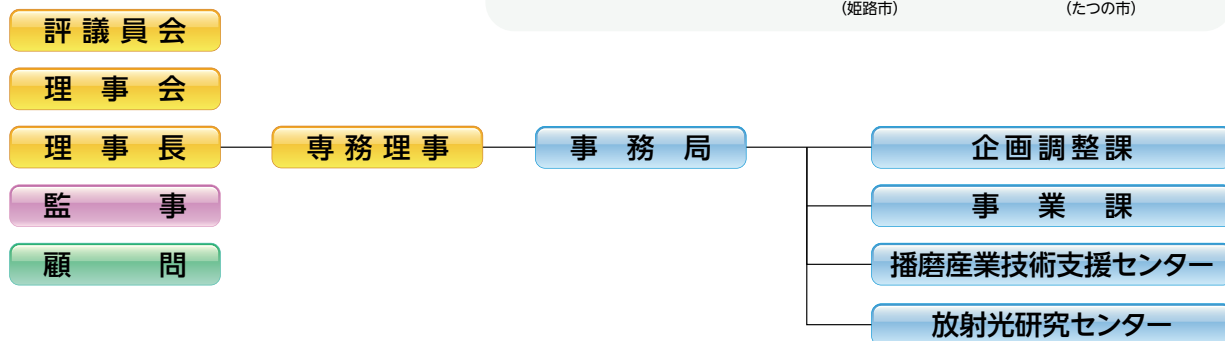 (姫路市) (たつの市)
評議員会
理事会
理事長 専務理事 事務局 企画調整課
監事 事業課
顧問 播磨産業技術支援センター
放射光研究センター